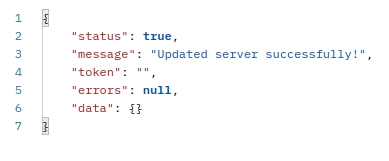 1 {
2 "status": true,
3 "message": "Updated server successfully!",
4 "token": "",
5 "errors": null,
6 "data": {}
7 }